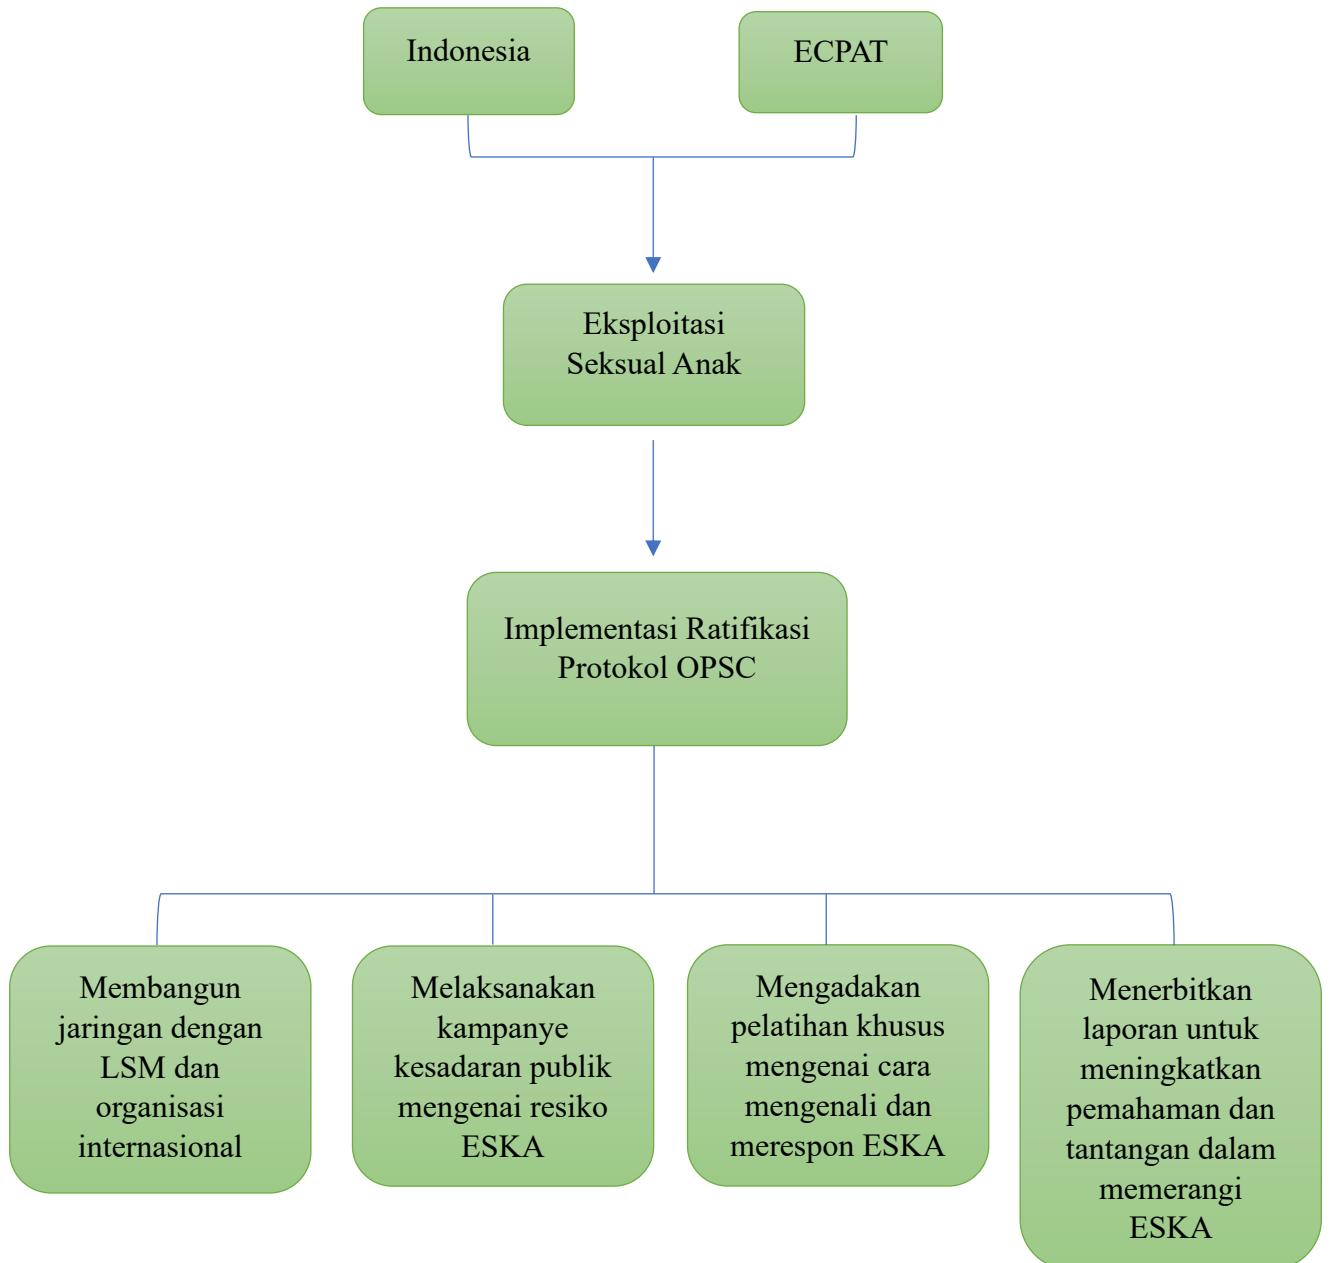 Indonesia
ECPAT
Eksploitasi
Seksual Anak
Implementasi Ratifikasi
Protokol OPSC
Membangun
jaringan dengan
LSM dan
organisasi
internasional
Melaksanakan
kampanye
kesadaran publik
mengenai resiko
ESKA
Mengadakan
pelatihan khusus
mengenai cara
mengenali dan
merespon ESKA
Menerbitkan
laporan untuk
meningkatkan
pemahaman dan
tantangan dalam
memerangi
ESKA